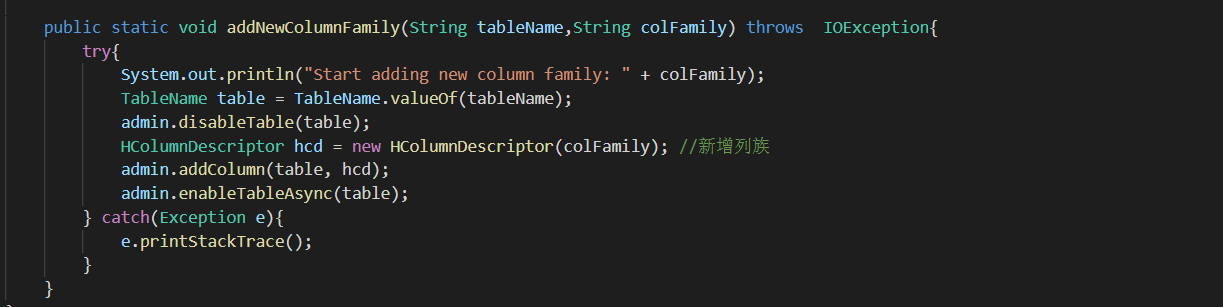 public static void addNewColumnFamily(String tableName,String colFamily) throws  IOException{
try{
System.out.println("Start adding new column family: " + colFamily);
TableName table = TableName.valueOf(tableName);
admin.disableTable(table);
HColumnDescriptor hcd = new HColumnDescriptor(colFamily); //新增列族
admin.addColumn(table, hcd);
admin.enableTableAsync(table);
} catch(Exception e){
e.printStackTrace();
}
}